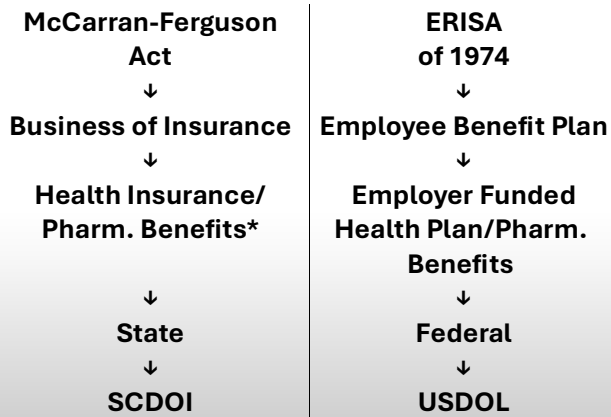 McCarran-Ferguson
Act
↓
Business of Insurance
↓
Health Insurance/
Pharm. Benefits*
↓
State
↓
SCDOI
ERISA
of 1974
↓
Employee Benefit Plan
↓
Employer Funded
Health Plan/Pharm.
Benefits
↓
Federal
↓
USDOL